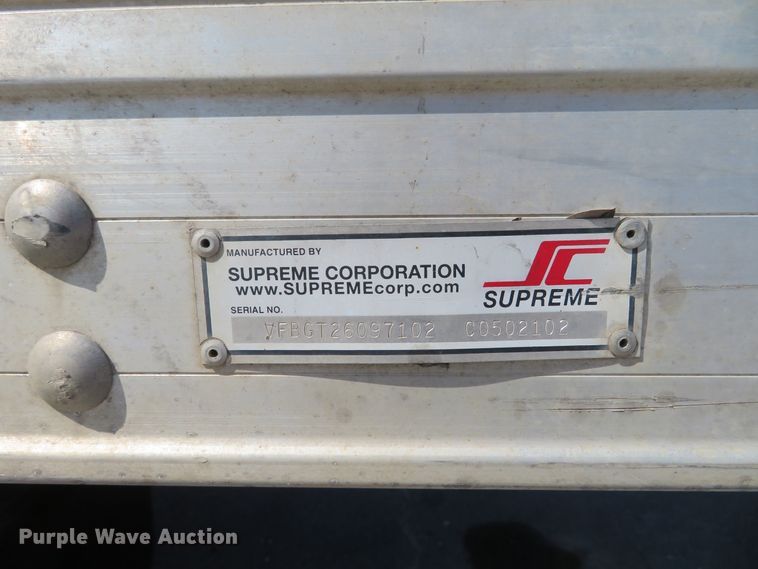 MANUFACTURED BY
SUPREME CORPORATION
www.SUPREMEcorp.com
SC
SUPREME
SERIAL NO.
VFBGT26097102 C0502102
Purple Wave Auction